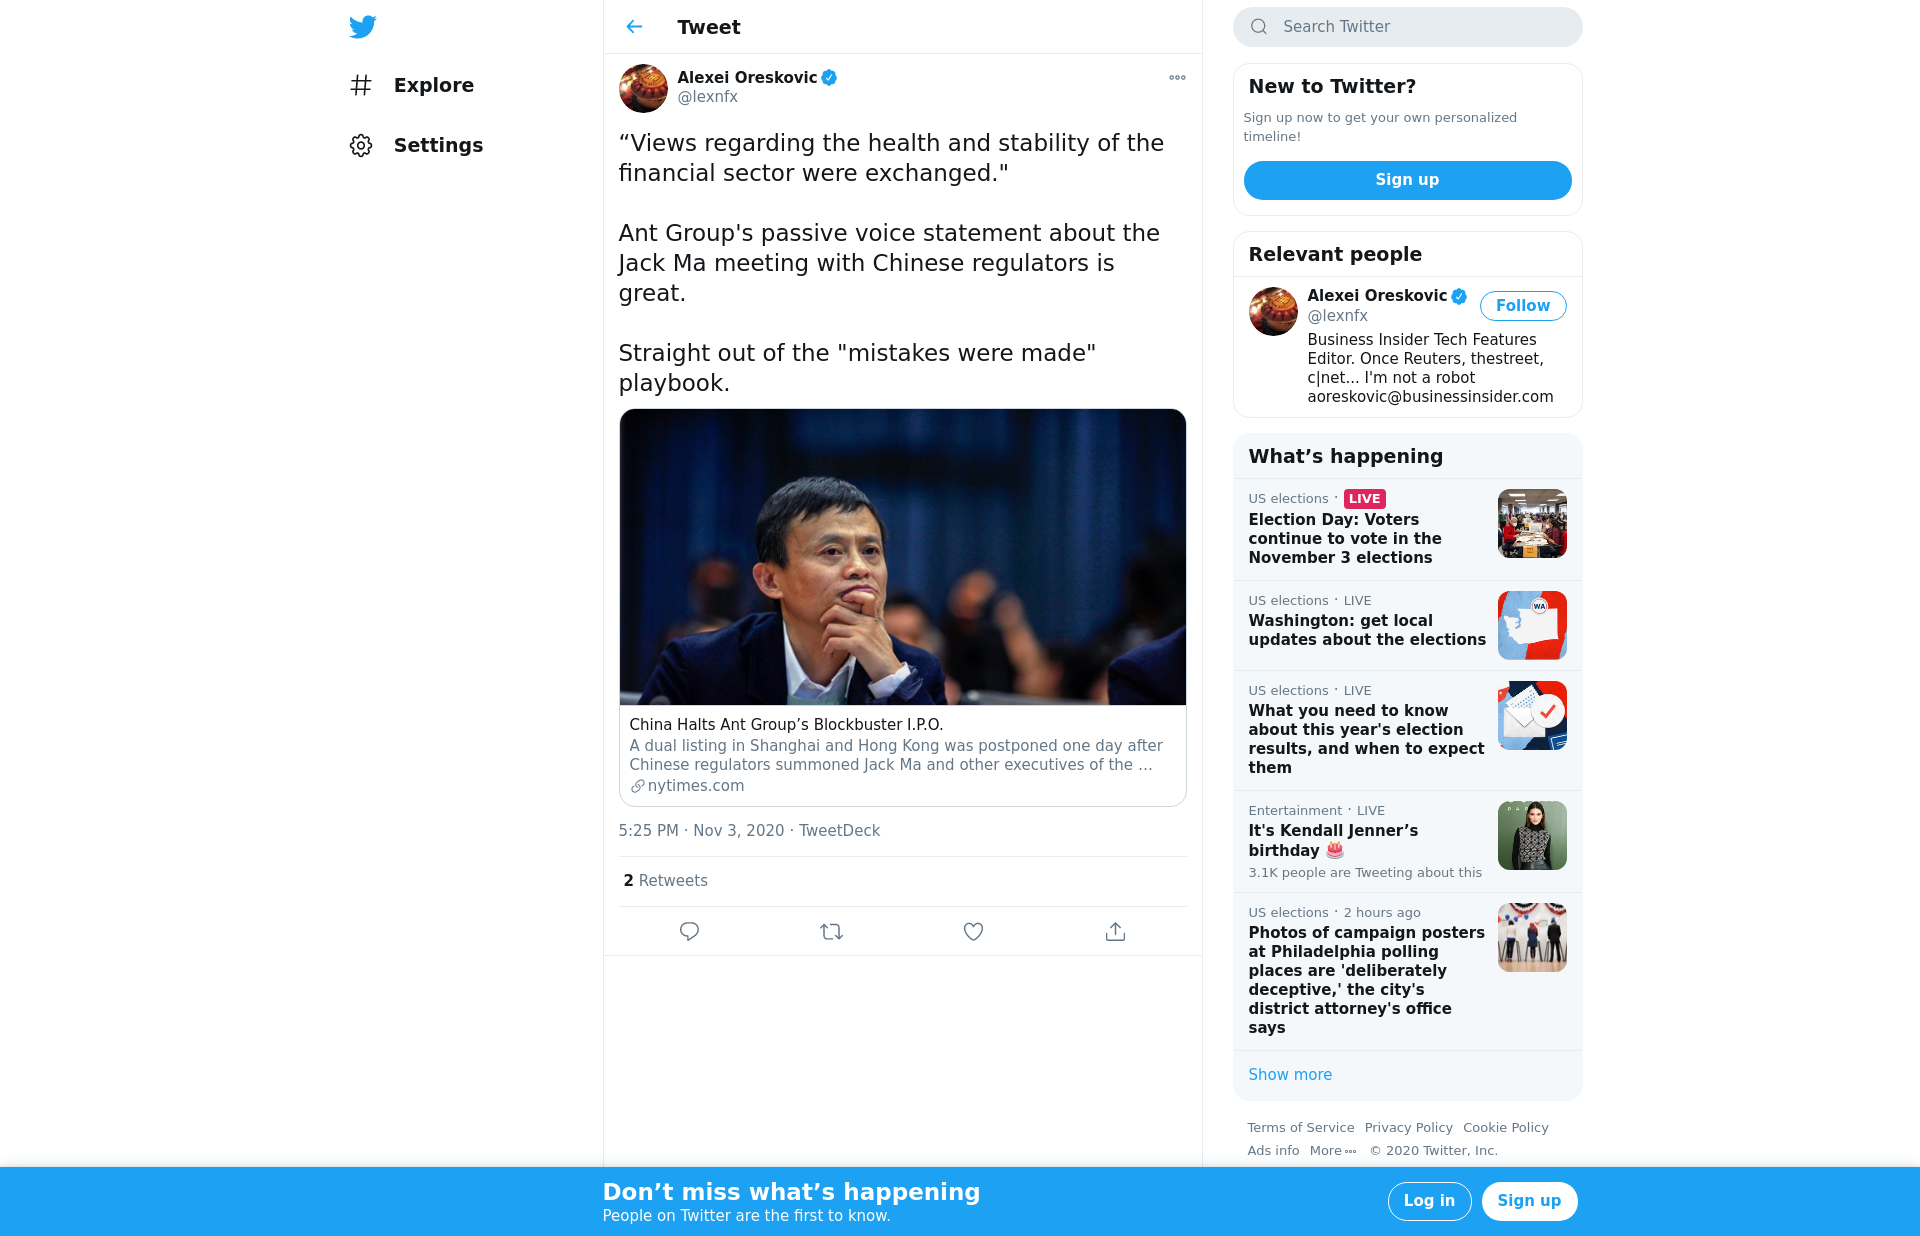 Explore
Settings
Tweet
Alexei Oreskovic
@lexnfx
“Views regarding the health and stability of the
financial sector were exchanged."
Ant Group's passive voice statement about the
Jack Ma meeting with Chinese regulators is
great.
Straight out of the "mistakes were made"
playbook.
China Halts Ant Group’s Blockbuster I.P.O.
A dual listing in Shanghai and Hong Kong was postponed one day after
Chinese regulators summoned Jack Ma and other executives of the …
nytimes.com
5:25 PM · Nov 3, 2020 · TweetDeck
2 Retweets
Search Twitter
New to Twitter?
Sign up now to get your own personalized
timeline!
Sign up
Relevant people
Alexei Oreskovic
@lexnfx
Follow
Business Insider Tech Features
Editor. Once Reuters, thestreet,
c|net... I'm not a robot
aoreskovic@businessinsider.com
What’s happening
US elections · LIVE
Election Day: Voters
continue to vote in the
November 3 elections
US elections · LIVE
Washington: get local
updates about the elections
WA
US elections · LIVE
What you need to know
about this year's election
results, and when to expect
them
Entertainment · LIVE
It's Kendall Jenner’s
birthday 🎂
3.1K people are Tweeting about this
US elections · 2 hours ago
Photos of campaign posters
at Philadelphia polling
places are 'deliberately
deceptive,' the city's
district attorney's office
says
Show more
Terms of Service Privacy Policy Cookie Policy
Ads info More © 2020 Twitter, Inc.
Don’t miss what’s happening
People on Twitter are the first to know.
Log in
Sign up